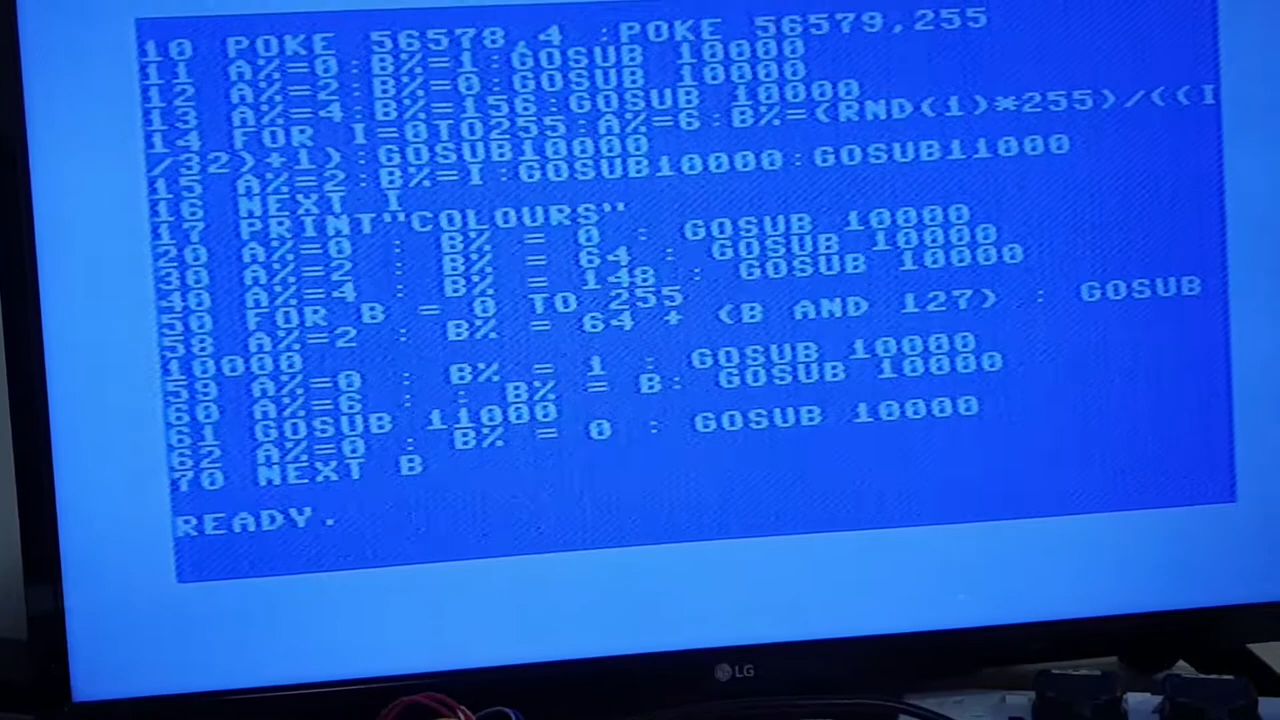 10 POKE 56578,4 :POKE 56579,255
11 A%=0:B%=1:GOSUB 10000
12 A%=2:B%=0:GOSUB 10000
13 A%=4:B%=156:GOSUB 10000
14 FOR I=0TO255:A%=6:B%=(RND(1)*255)/((I
/32)+1):GOSUB10000
15 A%=2:B%=I:GOSUB10000:GOSUB11000
16 NEXT I
17 PRINT"COLOURS"
20 A%=0 : B% = 0 : GOSUB 10000
30 A%=2 : B% = 64 : GOSUB 10000
40 A%=4 : B% = 148 : GOSUB 10000
50 FOR B = 0 TO 255
58 A%=2 : B% = 64 + (B AND 127) : GOSUB
10000
59 A%=0 : B% = 1 : GOSUB 10000
60 A%=6 : : B% = B: GOSUB 10000
61 GOSUB 11000
62 A%=0 : B% = 0 : GOSUB 10000
70 NEXT B
READY.
LG